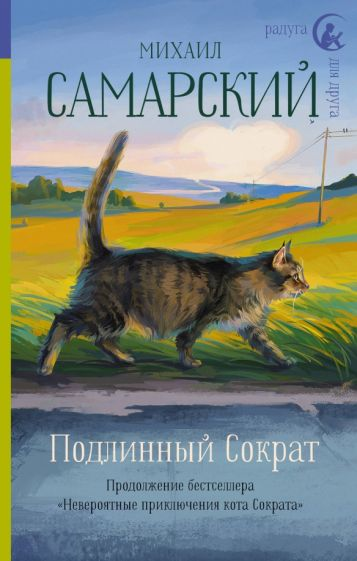 радуга
для друга
МИХАИЛ
САМАРСКИЙ
Подлинный Сократ
Продолжение бестселлера
«Невероятные приключения кота Сократа»